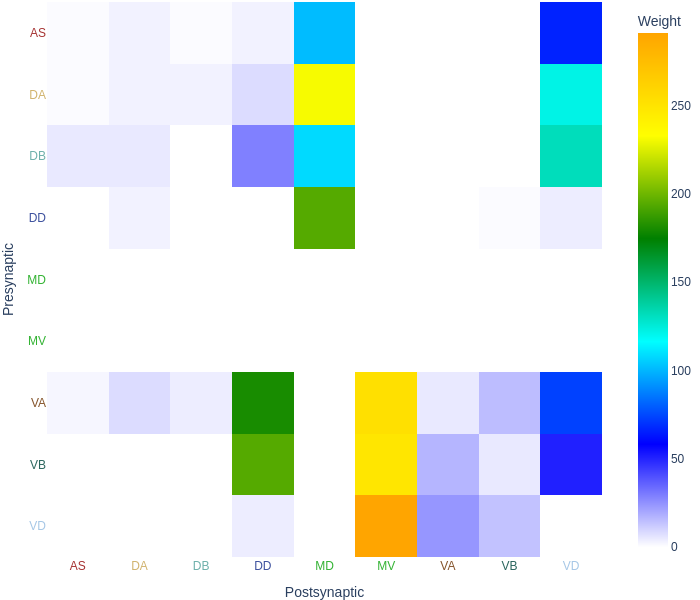 Weight
AS
DA
DB
DD
MD
MV
VA
VB
VD
Presynaptic
AS DA DB DD MD MV VA VB VD
Postsynaptic
250
200
150
100
50
0